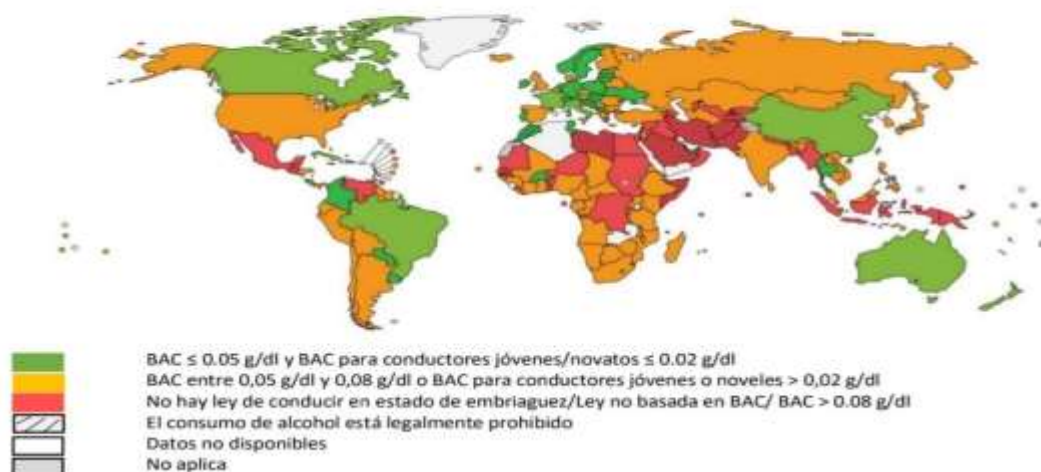 BAC ≤ 0.05 g/dl y BAC para conductores jóvenes/novatos ≤ 0.02 g/dl
BAC entre 0,05 g/dl y 0,08 g/dl o BAC para conductores jóvenes o noveles > 0,02 g/dl
No hay ley de conducir en estado de embriaguez/Ley no basada en BAC/ BAC > 0.08 g/dl
El consumo de alcohol está legalmente prohibido
Datos no disponibles
No aplica